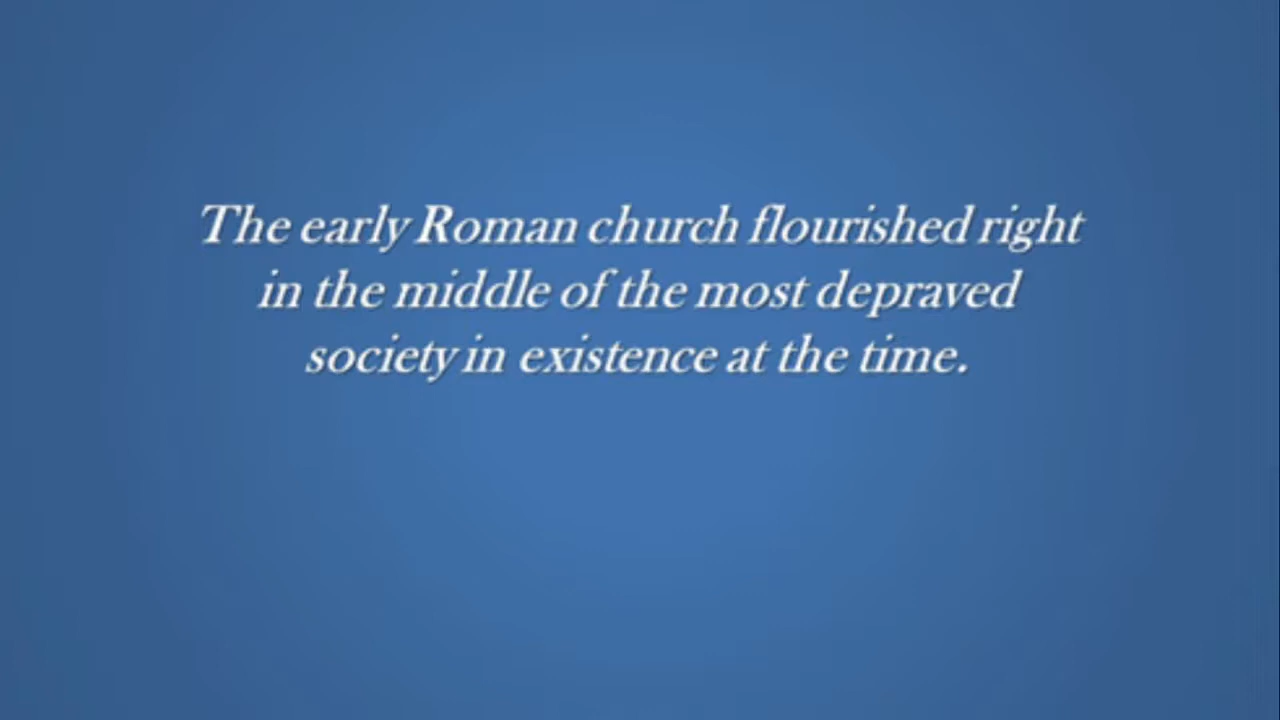 The early Roman church flourished right
in the middle of the most depraved
society in existence at the time.